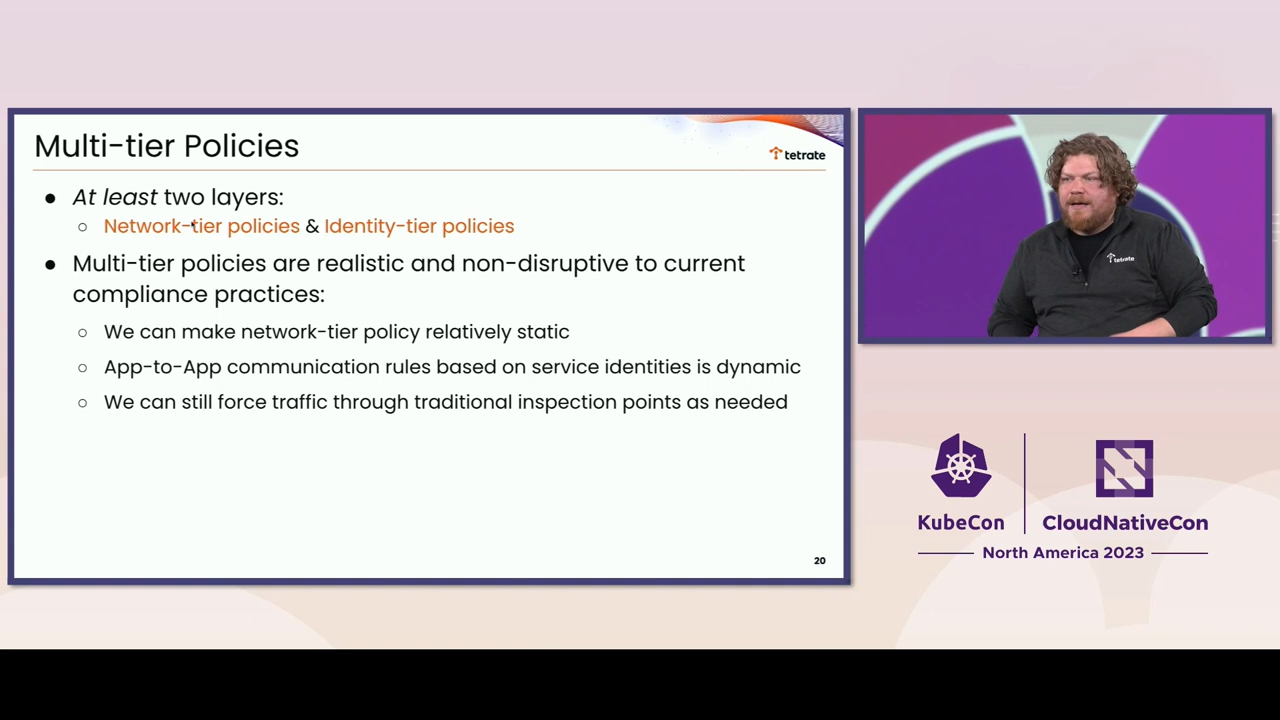 Multi-tier Policies
tetrate
● At least two layers:
○ Network-tier policies & Identity-tier policies
● Multi-tier policies are realistic and non-disruptive to current
compliance practices:
○ We can make network-tier policy relatively static
○ App-to-App communication rules based on service identities is dynamic
○ We can still force traffic through traditional inspection points as needed
20
tetrate
KubeCon
CloudNativeCon
North America 2023